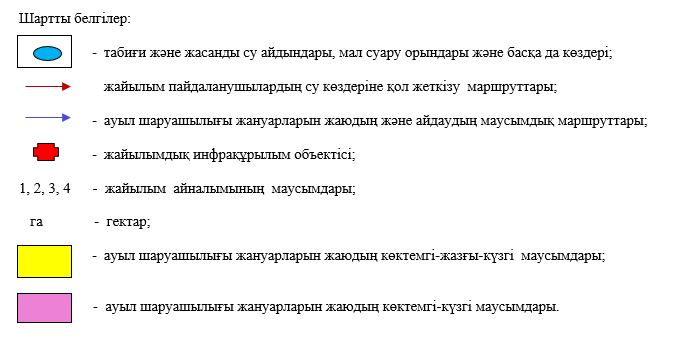 Шартты белгілер:
- табиғи және жасанды су айдындары, мал суару орындары және басқа да көздері;
жайылым пайдаланушылардың су көздеріне қол жеткізу маршруттары;
- ауыл шаруашылығы жануарларын жаюдың және айдаудың маусымдық маршруттары;
- жайылымдық инфрақұрылым объектісі;
1, 2, 3, 4 - жайылым айналымының маусымдары;
га - гектар;
- ауыл шаруашылығы жануарларын жаюдың көктемгі-жазғы-күзгі маусымдары;
- ауыл шаруашылығы жануарларын жаюдың көктемгі-күзгі маусымдары.